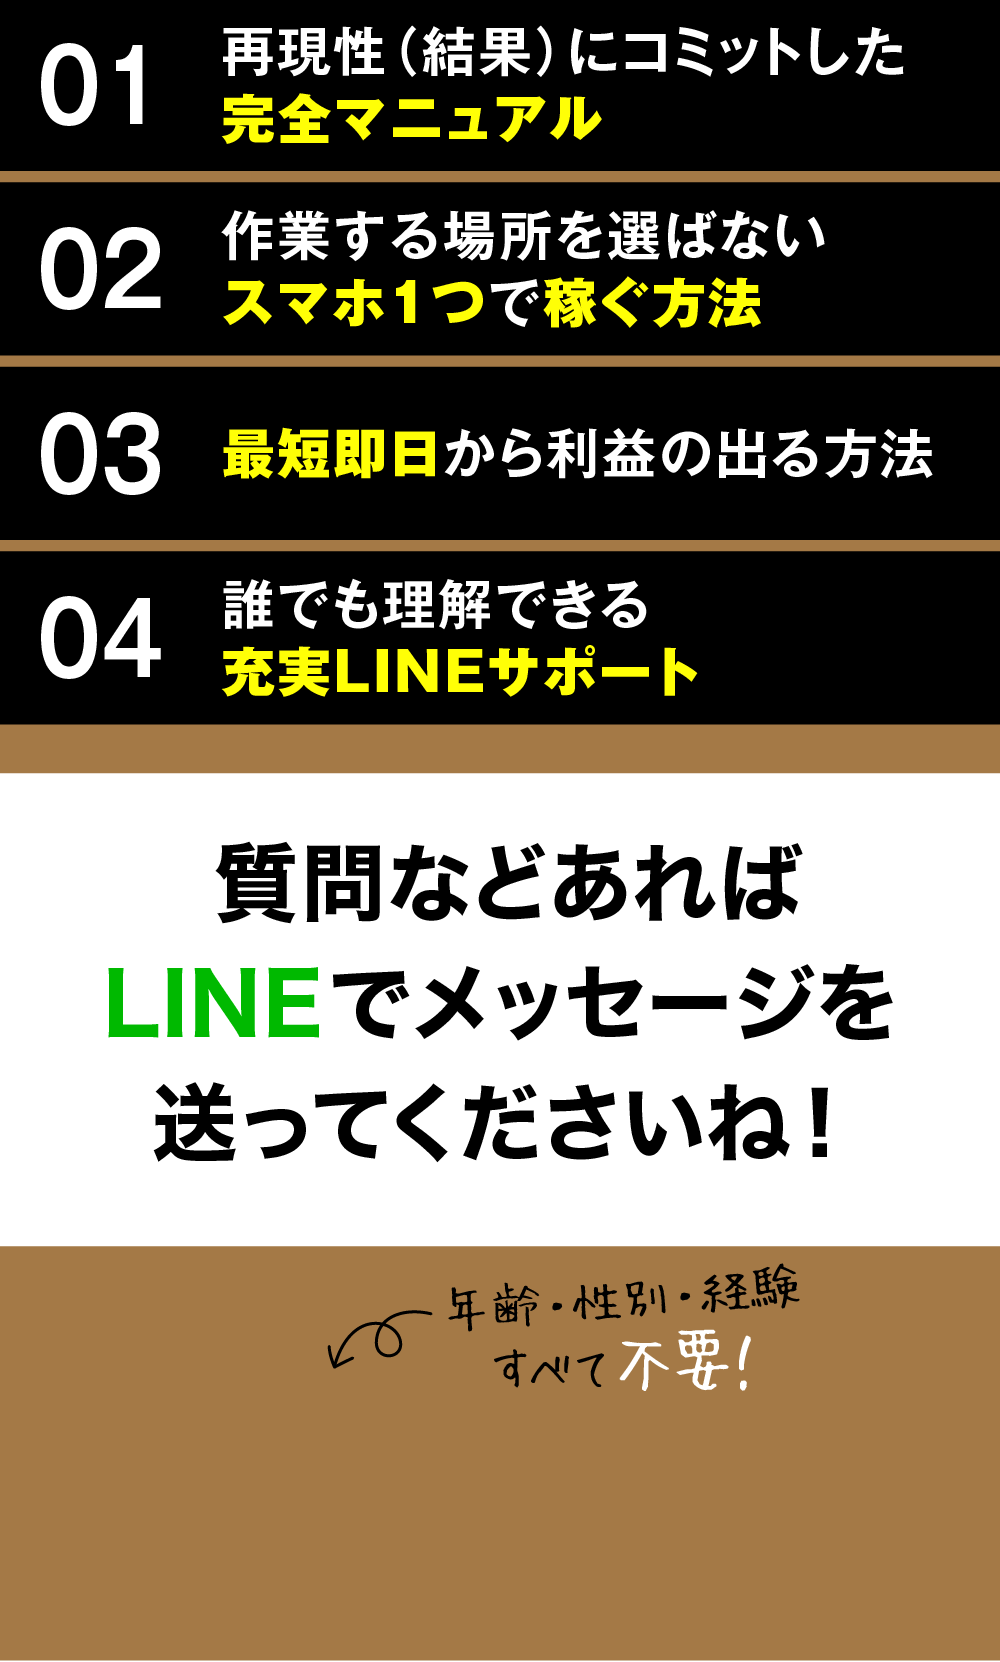 01
再現性（結果）にコミットした
完全マニュアル
02
作業する場所を選ばない
スマホ1つで稼ぐ方法
03
最短即日から利益の出る方法
04
誰でも理解できる
充実LINEサポート
質問などあれば
LINEでメッセージを
送ってくださいね！
年齢・性別・経験
すべて不要！